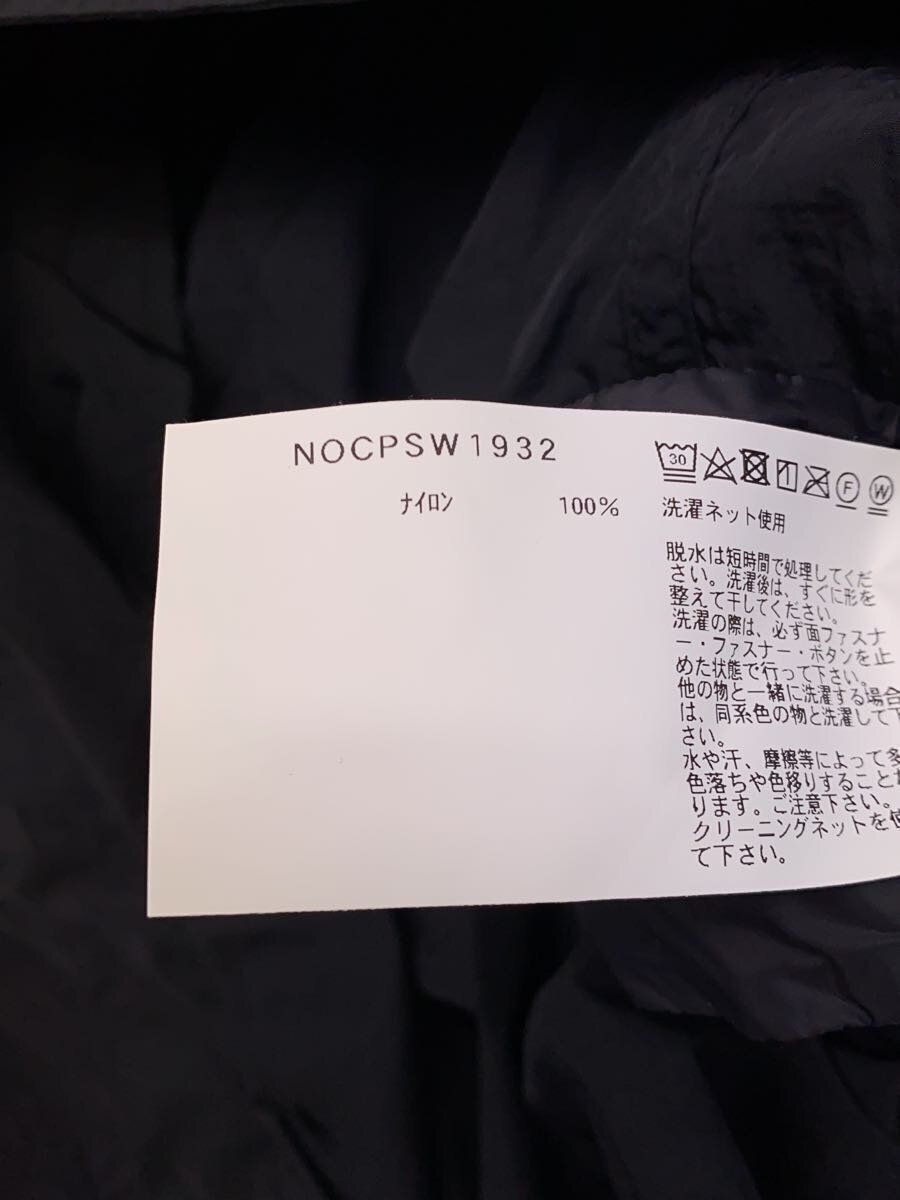 NOCPSW1932
ナイロン 100%
30
F W
洗濯ネット使用
脱水は短時間で処理してくだ
さい。洗濯後は、すぐに形を
整えて干してください。
洗濯の際は、必ず面ファスナ
ー・ファスナー・ボタンを止
めた状態で行って下さい。
他の物と一緒に洗濯する場合
は、同系色の物と洗濯して下
さい。
水や汗、摩擦等によって多
色落ちや色移りすることが
ります。ご注意下さい。
クリーニングネットを使
て下さい。